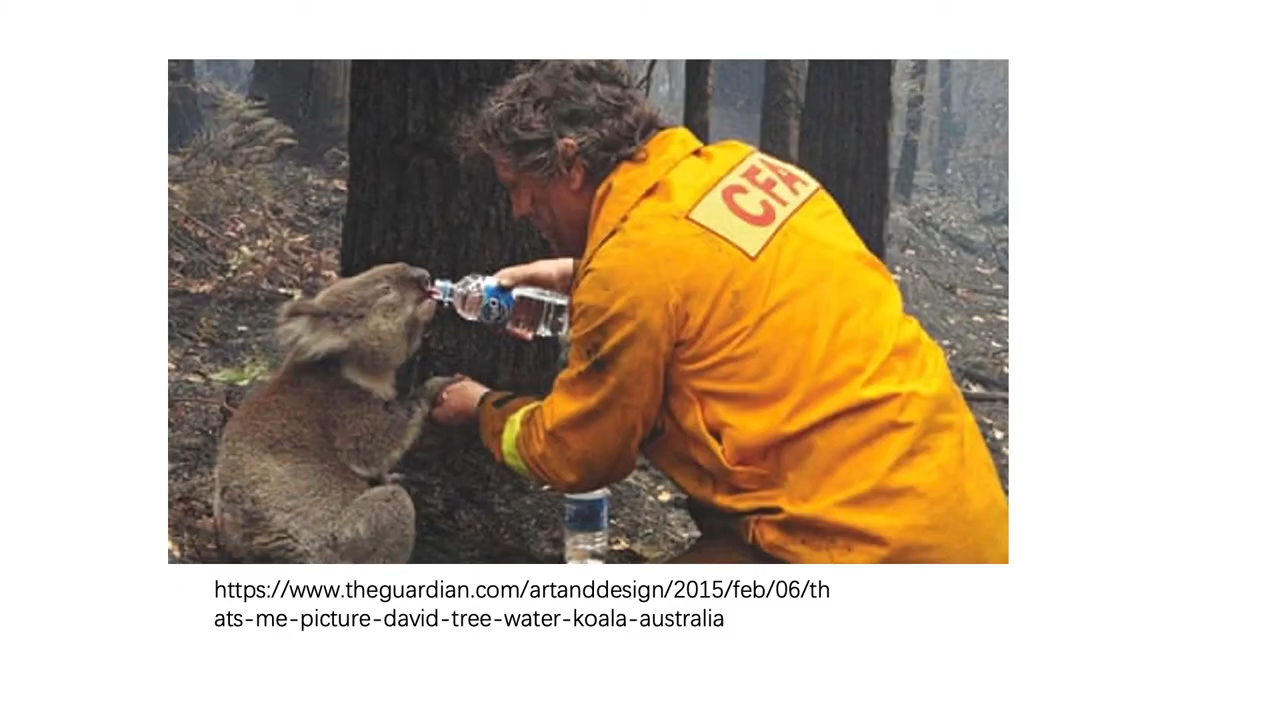 CFA
https://www.theguardian.com/artanddesign/2015/feb/06/th
ats-me-picture-david-tree-water-koala-australia